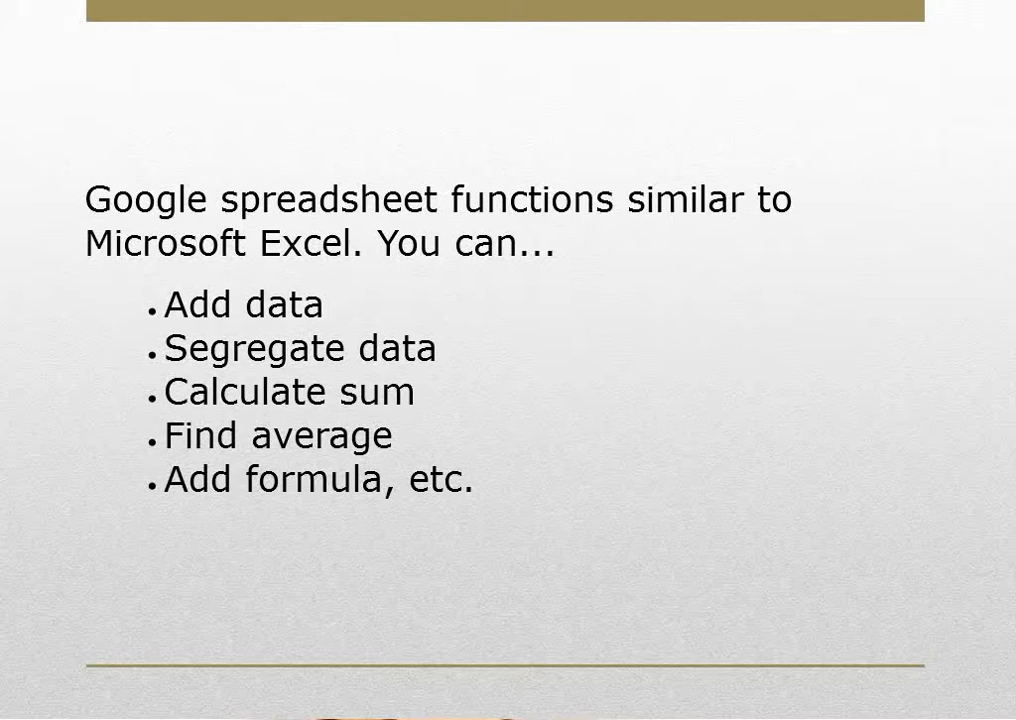 Google spreadsheet functions similar to
Microsoft Excel. You can...
• Add data
• Segregate data
• Calculate sum
• Find average
• Add formula, etc.